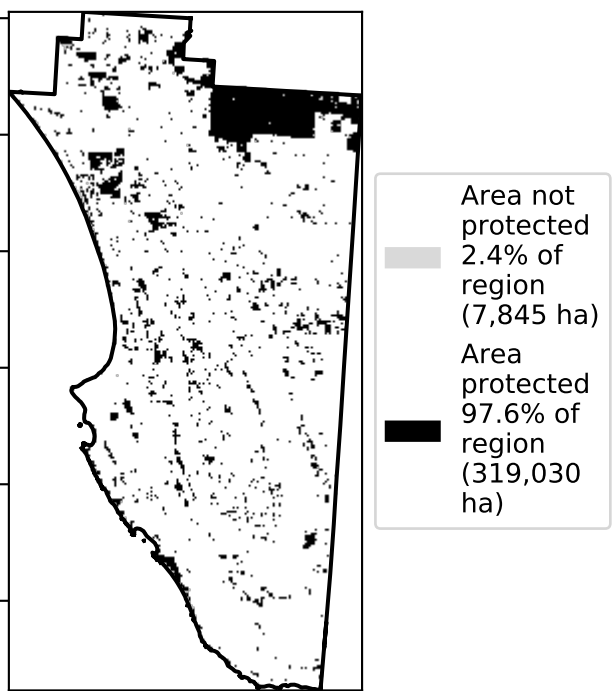 Area not
protected
2.4% of
region
(7,845 ha)
Area
protected
97.6% of
region
(319,030
ha)